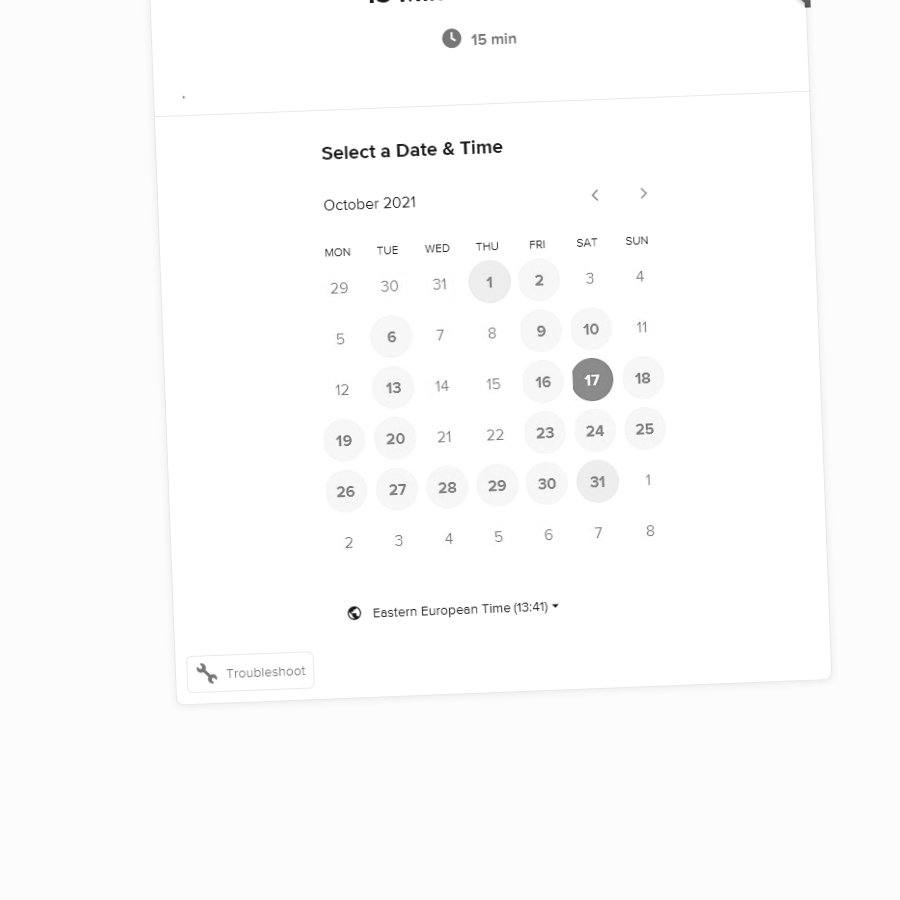 15 min
Select a Date & Time
October 2021
MON TUE WED THU FRI SAT SUN
29 30 31 1 2 3 4
5 6 7 8 9 10 11
12 13 14 15 16 17 18
19 20 21 22 23 24 25
26 27 28 29 30 31 1
2 3 4 5 6 7 8
Eastern European Time (13:41)
Troubleshoot